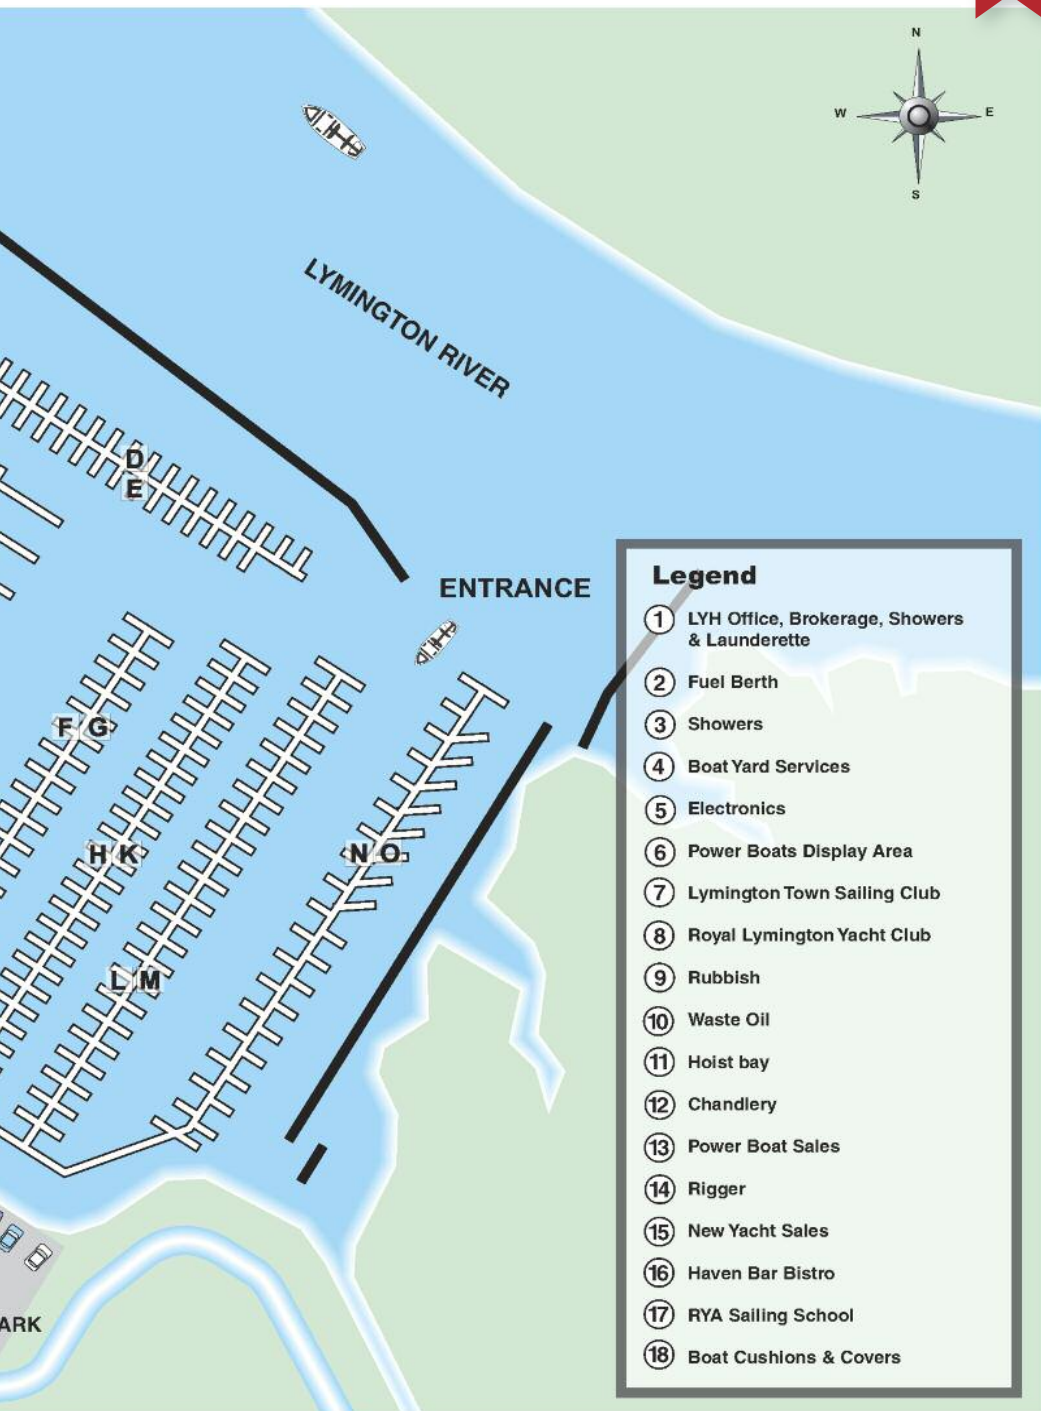 N
W
E
S
LYMINGTON RIVER
D
E
ENTRANCE
F G
H K
N O
L M
ARK
Legend
1 LYH Office, Brokerage, Showers
& Launderette
2 Fuel Berth
3 Showers
4 Boat Yard Services
5 Electronics
6 Power Boats Display Area
7 Lymington Town Sailing Club
8 Royal Lymington Yacht Club
9 Rubbish
10 Waste Oil
11 Hoist bay
12 Chandlery
13 Power Boat Sales
14 Rigger
15 New Yacht Sales
16 Haven Bar Bistro
17 RYA Sailing School
18 Boat Cushions & Covers